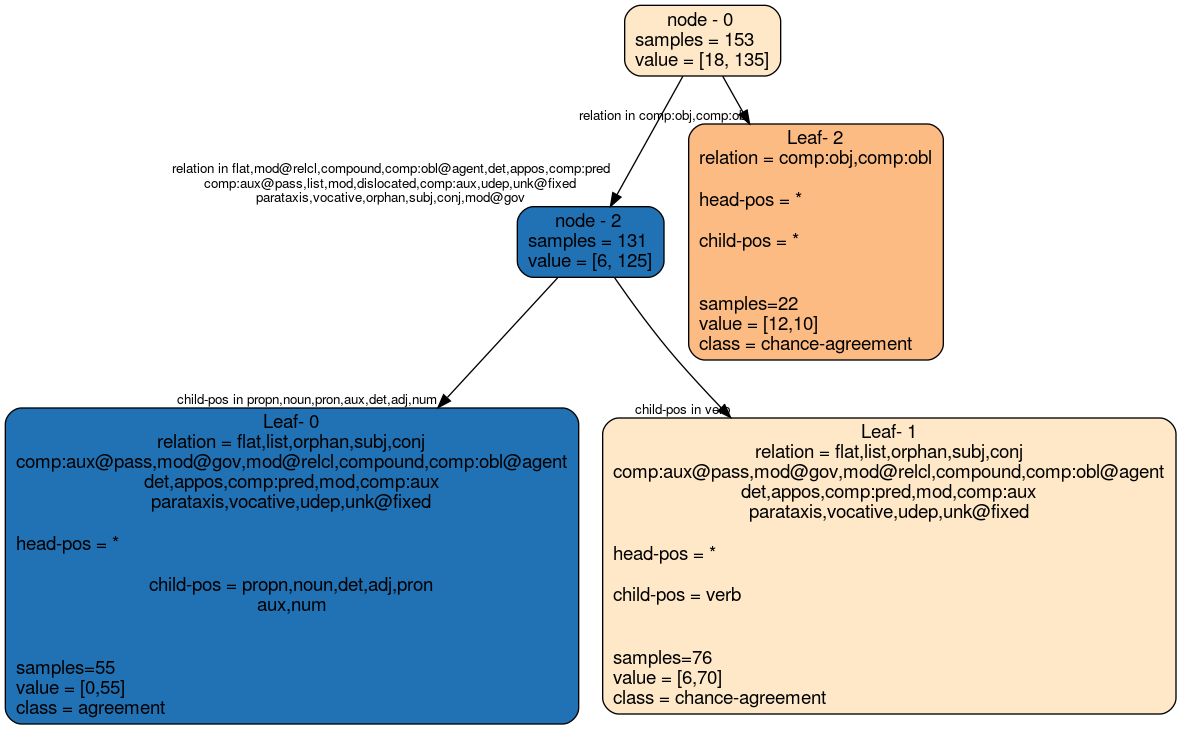 node - 0
samples = 153
value = [18, 135]
relation in comp:obj,comp:obl
Leaf- 2
relation = comp:obj,comp:obl
head-pos = *
child-pos = *
samples=22
value = [12,10]
class = chance-agreement
relation in flat,mod@relcl,compound,comp:obl@agent,det,appos,comp:pred
comp:aux@pass,list,mod,dislocated,comp:aux,udep,unk@fixed
parataxis,vocative,orphan,subj,conj,mod@gov
node - 2
samples = 131
value = [6, 125]
child-pos in propn,noun,pron,aux,det,adj,num
Leaf- 0
relation = flat,list,orphan,subj,conj
comp:aux@pass,mod@gov,mod@relcl,compound,comp:obl@agent
det,appos,comp:pred,mod,comp:aux
parataxis,vocative,udep,unk@fixed
head-pos = *
child-pos = propn,noun,det,adj,pron
aux,num
samples=55
value = [0,55]
class = agreement
child-pos in verb
Leaf- 1
relation = flat,list,orphan,subj,conj
comp:aux@pass,mod@gov,mod@relcl,compound,comp:obl@agent
det,appos,comp:pred,mod,comp:aux
parataxis,vocative,udep,unk@fixed
head-pos = *
child-pos = verb
samples=76
value = [6,70]
class = chance-agreement